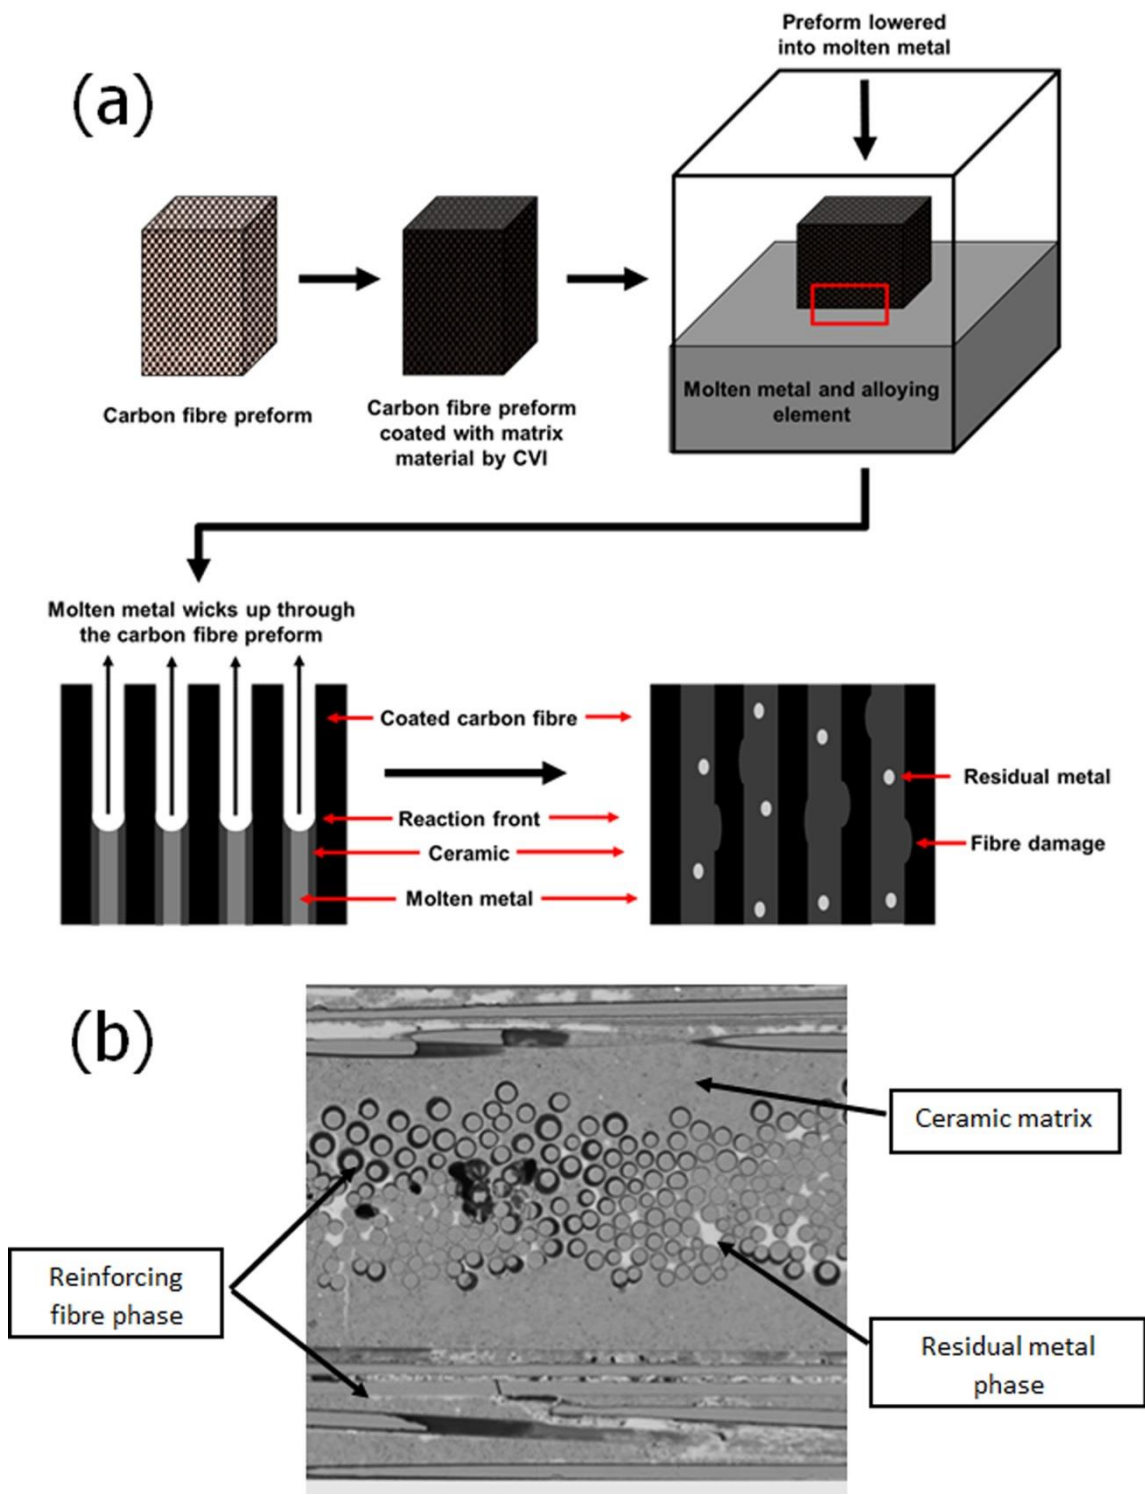 (a)
Preform lowered
into molten metal
Carbon fibre preform
Carbon fibre preform
coated with matrix
material by CVI
Molten metal and alloying
element
Molten metal wicks up through
the carbon fibre preform
Coated carbon fibre
Reaction front
Ceramic
Molten metal
Residual metal
Fibre damage
(b)
Ceramic matrix
Reinforcing
fibre phase
Residual metal
phase